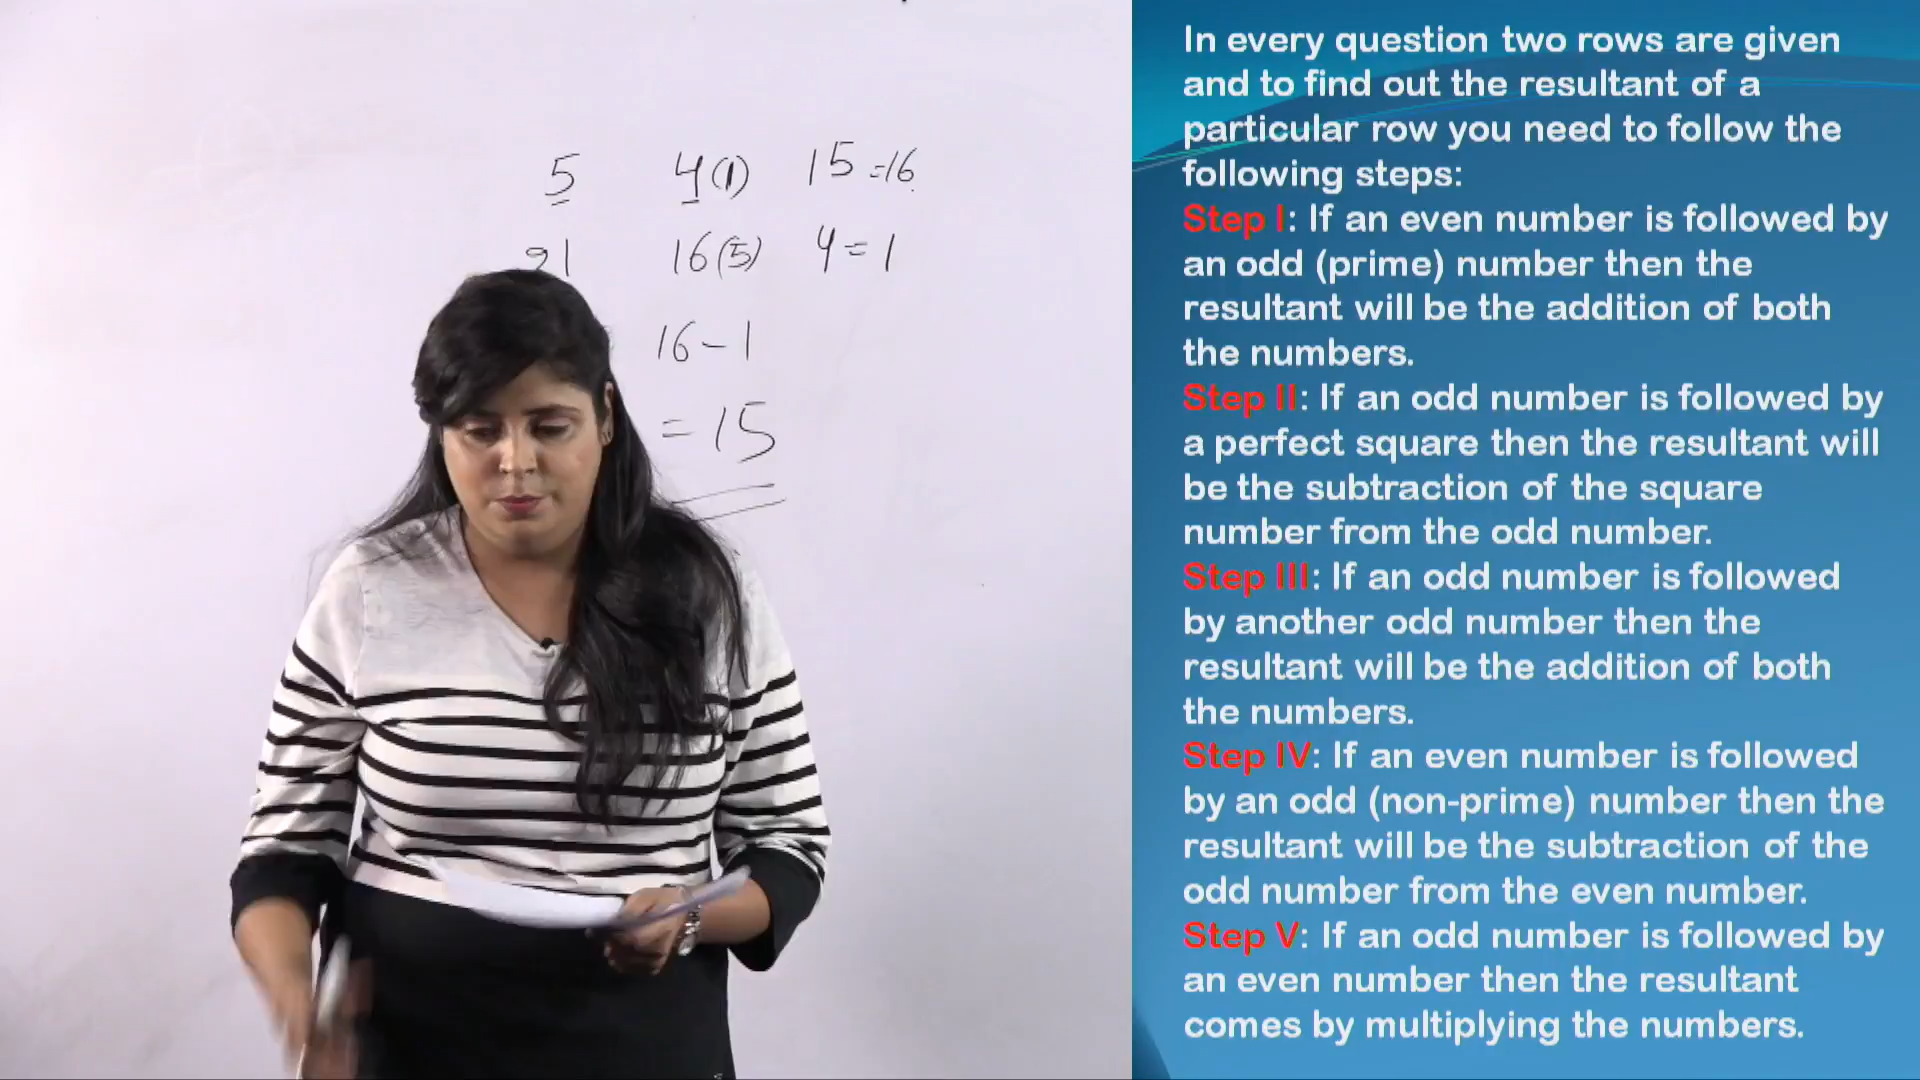 5 4(1) 15 =16
21 16(5) 4 = 1
16 – 1
= 15
In every question two rows are given
and to find out the resultant of a
particular row you need to follow the
following steps:
Step I: If an even number is followed by
an odd (prime) number then the
resultant will be the addition of both
the numbers.
Step II: If an odd number is followed by
a perfect square then the resultant will
be the subtraction of the square
number from the odd number.
Step III: If an odd number is followed
by another odd number then the
resultant will be the addition of both
the numbers.
Step IV: If an even number is followed
by an odd (non-prime) number then the
resultant will be the subtraction of the
odd number from the even number.
Step V: If an odd number is followed by
an even number then the resultant
comes by multiplying the numbers.